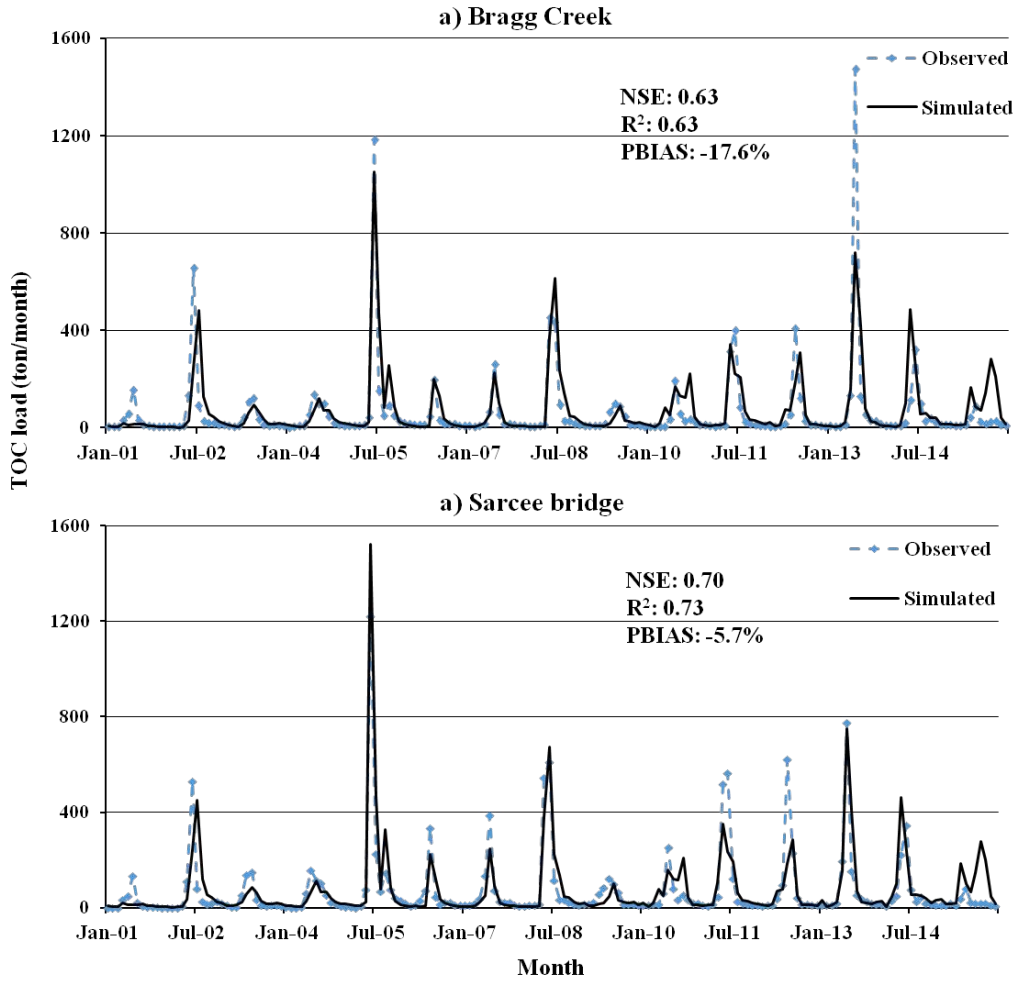 a) Bragg Creek
1600
1200
800
400
0
Observed
Simulated
NSE: 0.63
R²: 0.63
PBIAS: -17.6%
Jan-01 Jul-02 Jan-04 Jul-05 Jan-07 Jul-08 Jan-10 Jul-11 Jan-13 Jul-14
TOC load (ton/month)
a) Sarcee bridge
1600
1200
800
400
0
Observed
Simulated
NSE: 0.70
R²: 0.73
PBIAS: -5.7%
Jan-01 Jul-02 Jan-04 Jul-05 Jan-07 Jul-08 Jan-10 Jul-11 Jan-13 Jul-14
Month